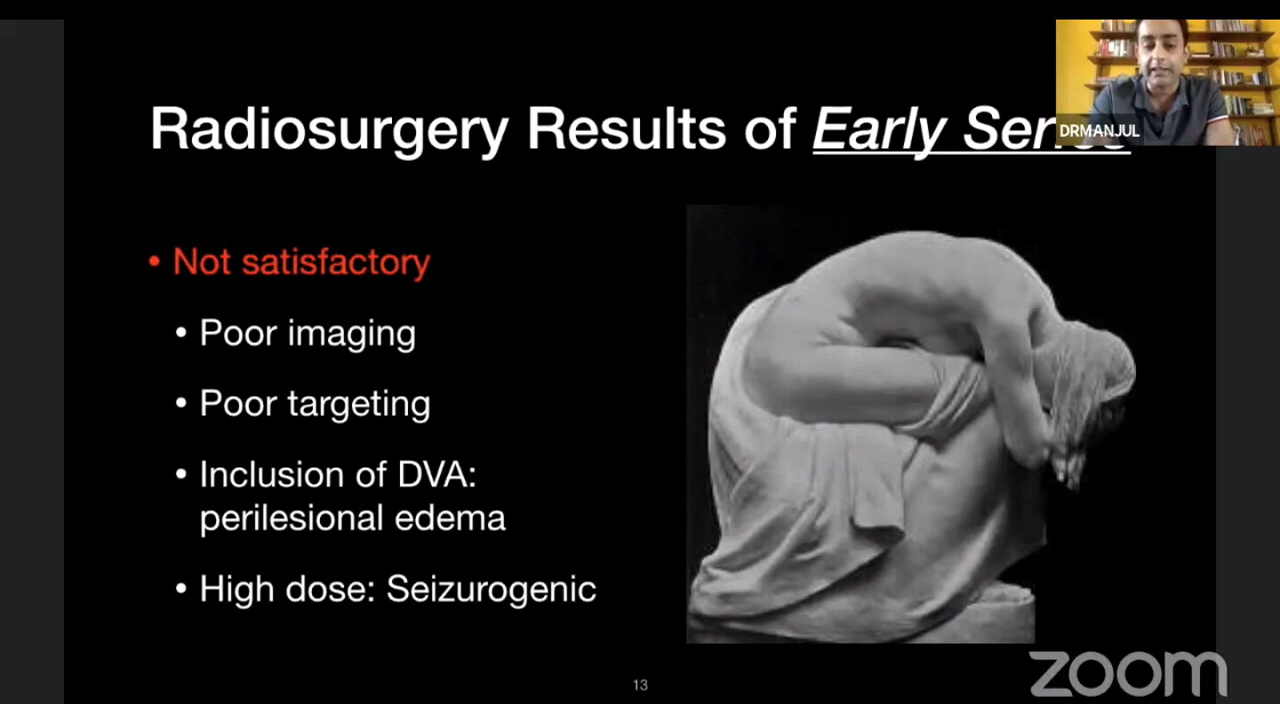 DRMANJUL
Radiosurgery Results of Early
• Not satisfactory
• Poor imaging
• Poor targeting
• Inclusion of DVA:
perilesional edema
• High dose: Seizurogenic
13
zoom